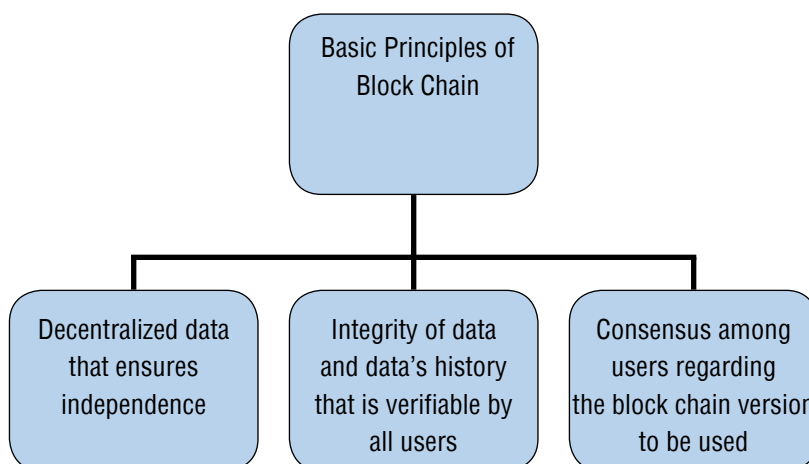 Basic Principles of
Block Chain
Decentralized data
that ensures
independence
Integrity of data
and data's history
that is verifiable by
all users
Consensus among
users regarding
the block chain version
to be used